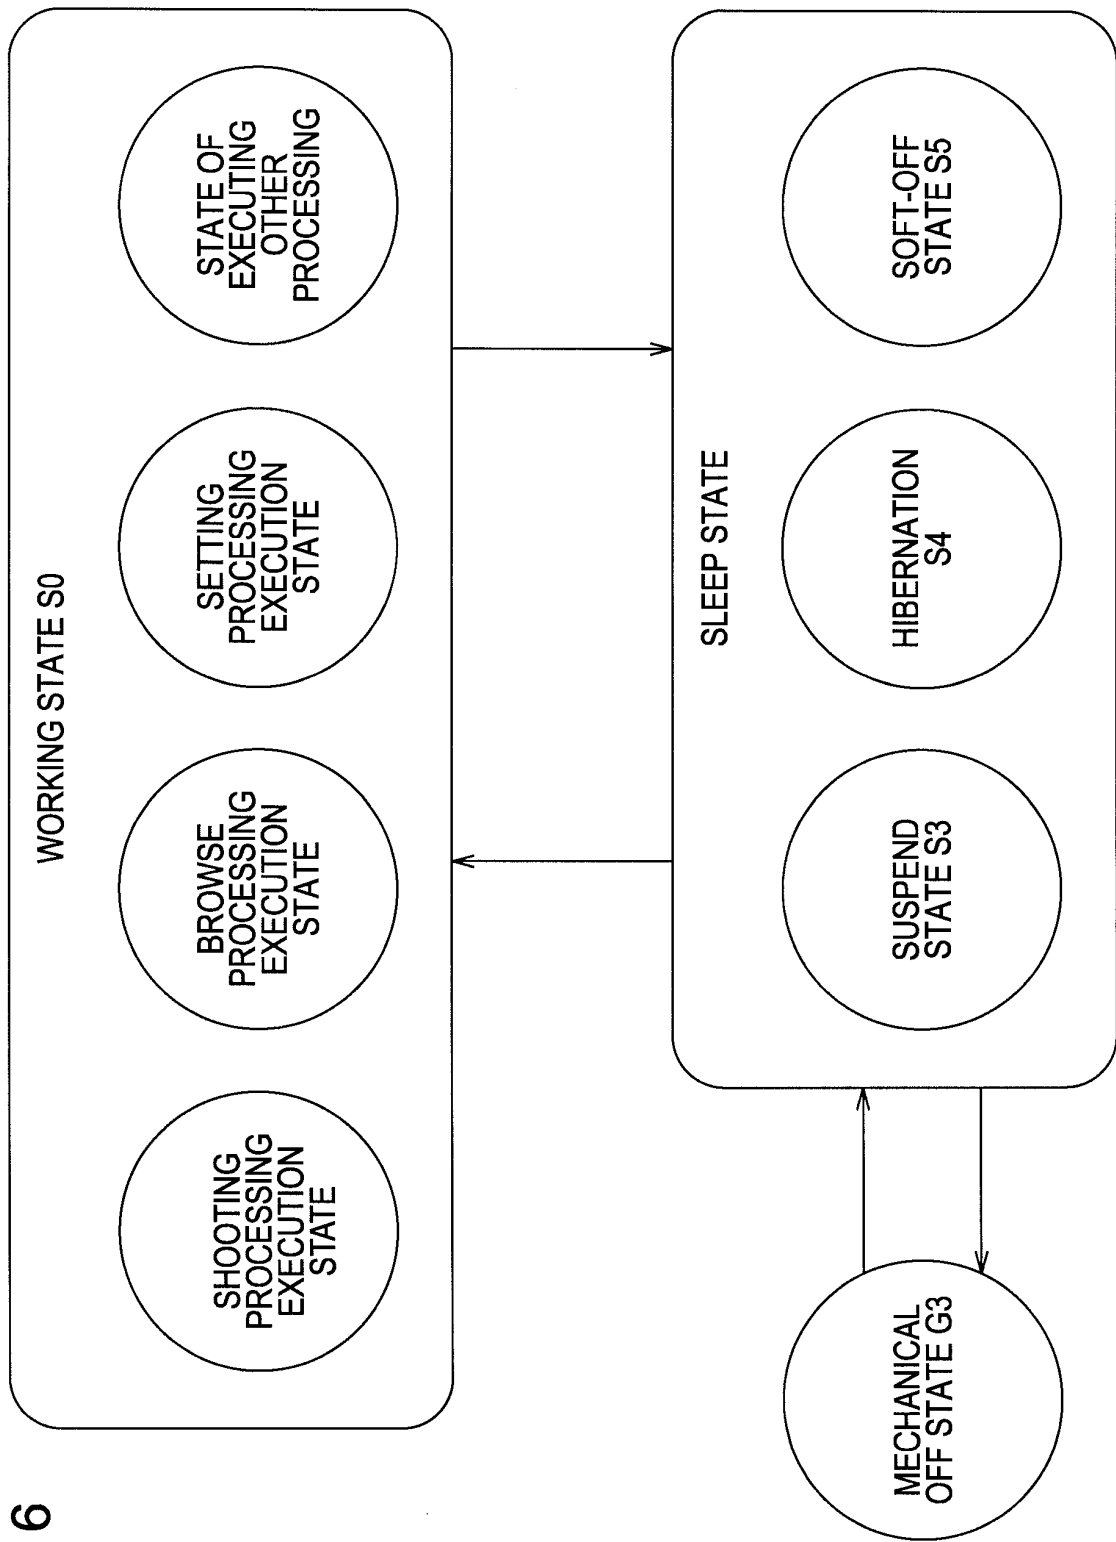 6
WORKING STATE S0
SHOOTING
PROCESSING
EXECUTION
STATE
BROWSE
PROCESSING
EXECUTION
STATE
SETTING
PROCESSING
EXECUTION
STATE
STATE OF
EXECUTING
OTHER
PROCESSING
SLEEP STATE
MECHANICAL
OFF STATE G3
SUSPEND
STATE S3
HIBERNATION
S4
SOFT-OFF
STATE S5